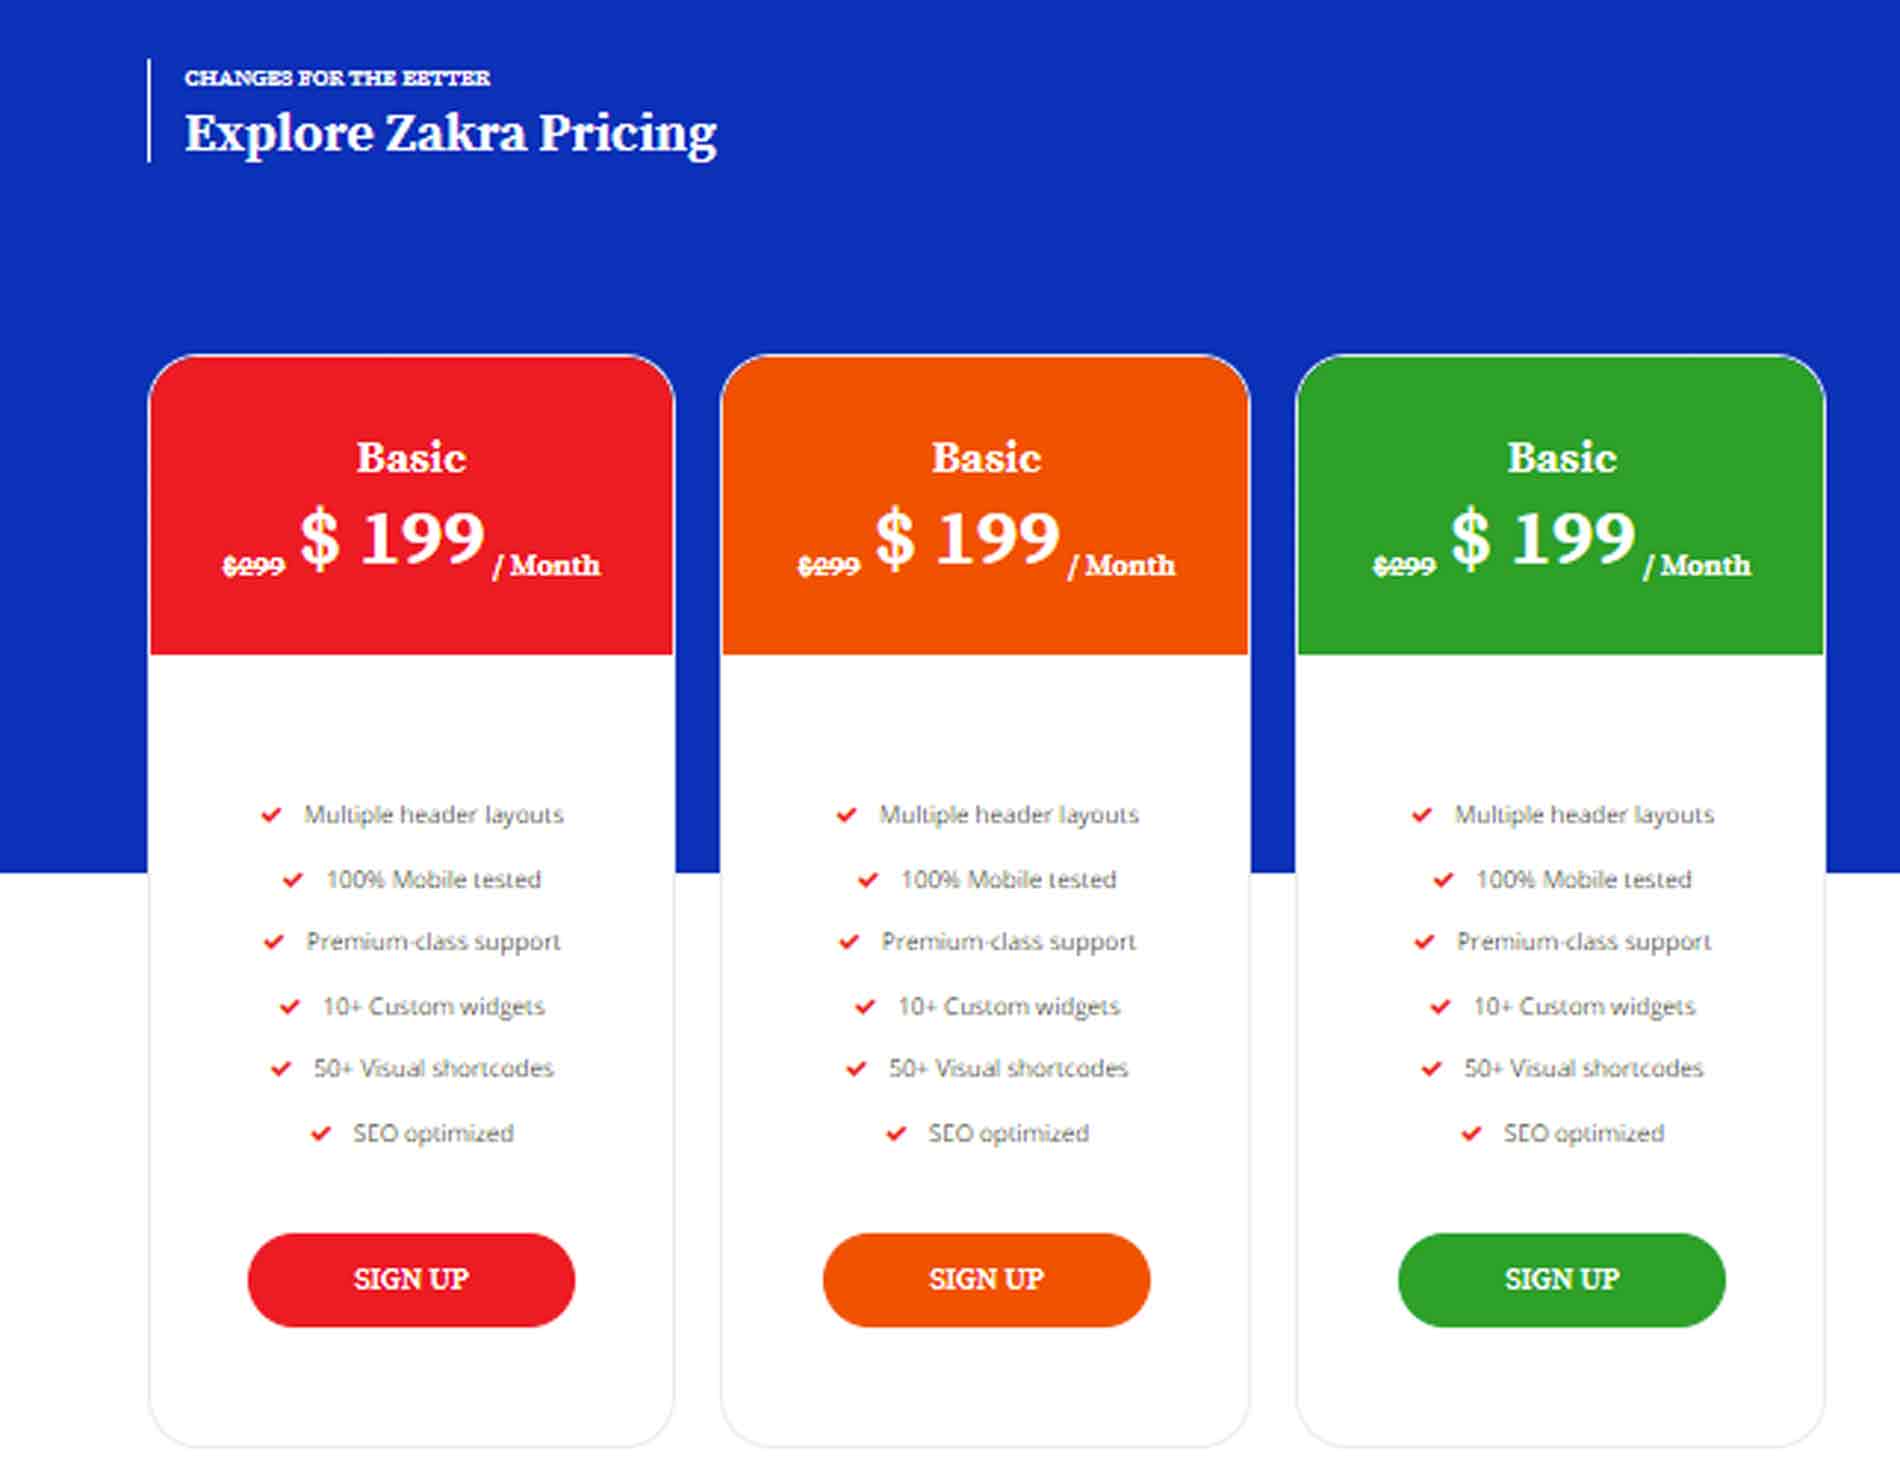 CHANGES FOR THE BETTER
Explore Zakra Pricing
Basic
$299 $ 199 / Month
Multiple header layouts
100% Mobile tested
Premium-class support
10+ Custom widgets
50+ Visual shortcodes
SEO optimized
SIGN UP
Basic
$299 $ 199 / Month
Multiple header layouts
100% Mobile tested
Premium-class support
10+ Custom widgets
50+ Visual shortcodes
SEO optimized
SIGN UP
Basic
$299 $ 199 / Month
Multiple header layouts
100% Mobile tested
Premium-class support
10+ Custom widgets
50+ Visual shortcodes
SEO optimized
SIGN UP